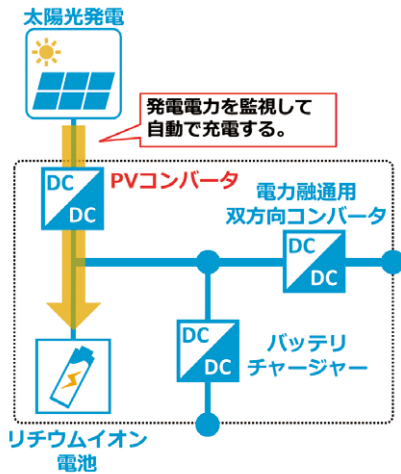 太陽光発電
発電電力を監視して
自動で充電する。
DC
DC
PVコンバータ
電力融通用
双方向コンバータ
DC
DC
DC
DC
バッテリ
チャージャー
リチウムイオン
電池